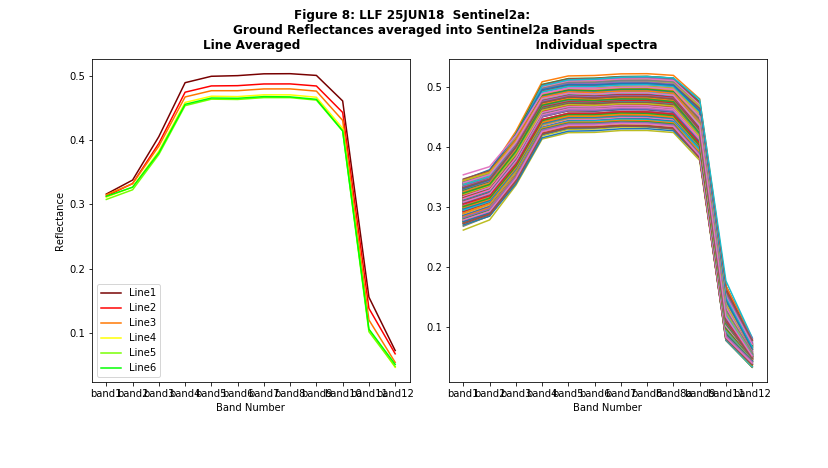 Figure 8: LLF 25JUN18 Sentinel2a:
Ground Reflectances averaged into Sentinel2a Bands
Line Averaged
Individual spectra
Reflectance
0.5
0.4
0.3
0.2
0.1
Line1
Line2
Line3
Line4
Line5
Line6
band1 band2 band3 band4 band5 band6 band7 band8 band9 band10 band11 band12
Band Number
0.5
0.4
0.3
0.2
0.1
band1 band2 band3 band4 band5 band6 band7 band8 band8a band9 band11 band12
Band Number